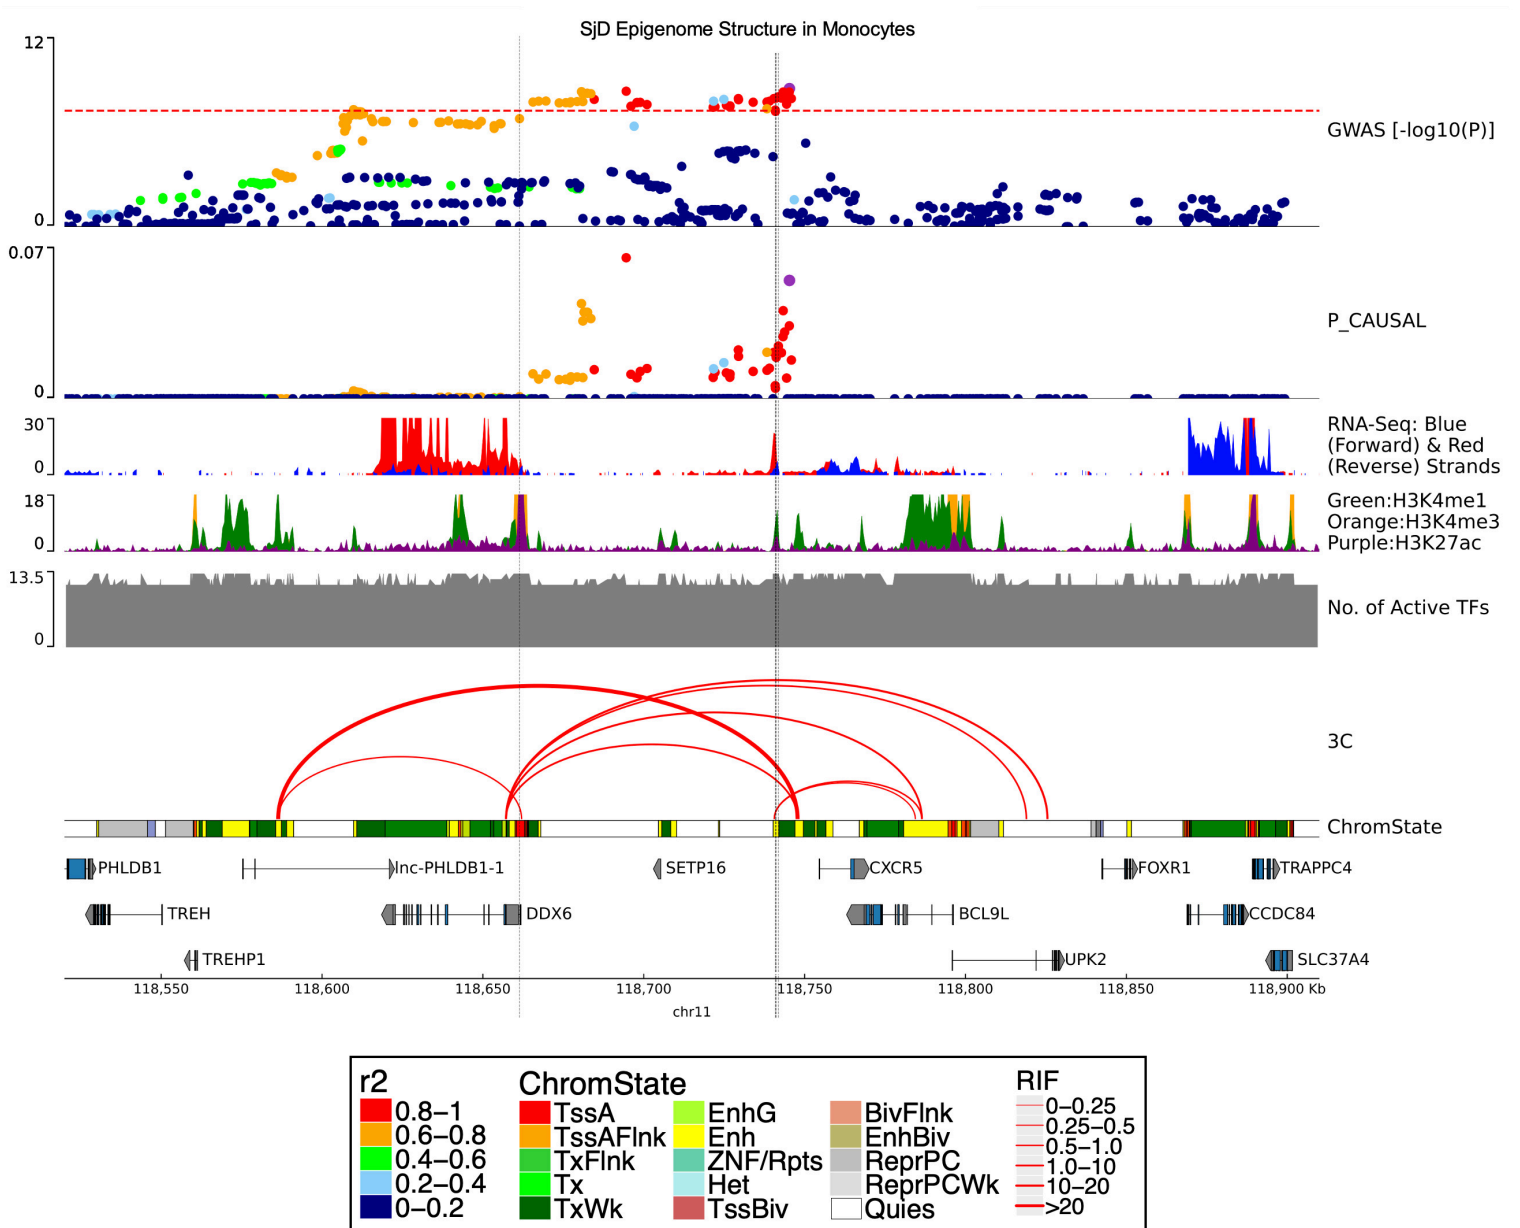 SjD Epigenome Structure in Monocytes
12
0
GWAS [-log10(P)]
0.07
0
P_CAUSAL
30
0
RNA-Seq: Blue
(Forward) & Red
(Reverse) Strands
18
0
Green:H3K4me1
Orange:H3K4me3
Purple:H3K27ac
13.5
0
No. of Active TFs
3C
ChromState
PHLDB1 lnc-PHLDB1-1 SETP16 CXCR5 FOXR1 TRAPPC4
TREH DDX6 BCL9L CCDC84
TREHP1 UPK2 SLC37A4
118,550 118,600 118,650 118,700 118,750 118,800 118,850 118,900 Kb
chr11
r2 ChromState RIF
0.8-1 TssA EnhG BivFlnk 0-0.25
0.6-0.8 TssAFlnk Enh EnhBiv 0.25-0.5
0.4-0.6 TxFlnk ZNF/Rpts ReprPC 0.5-1.0
0.2-0.4 Tx Het ReprPCWk 1.0-10
0-0.2 TxWk TssBiv Quies 10-20
>20